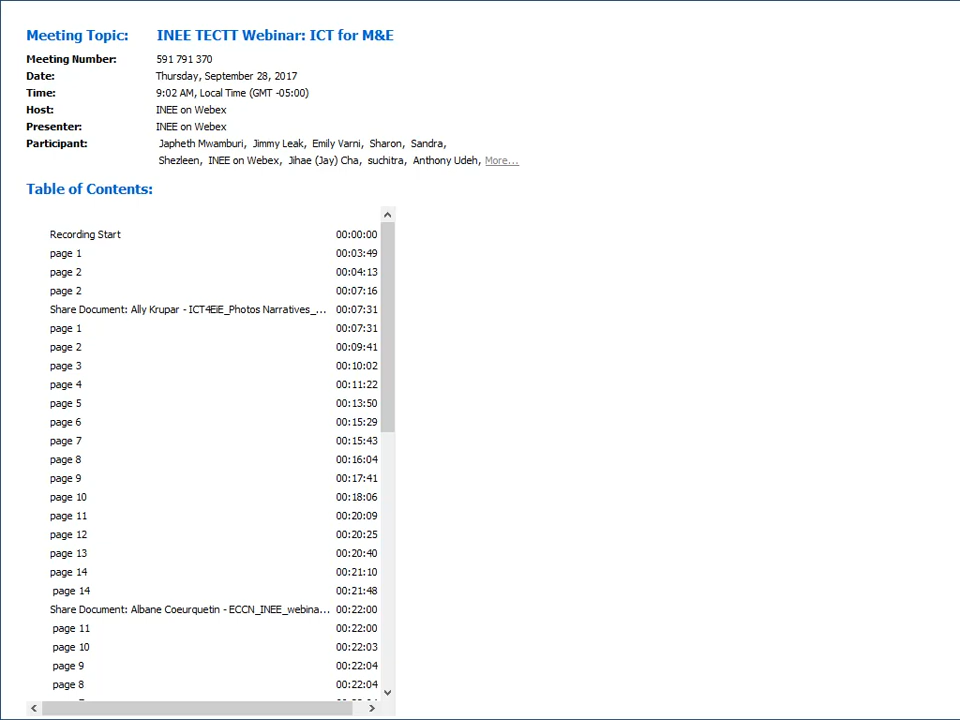 Meeting Topic: INEE TECTT Webinar: ICT for M&E
Meeting Number: 591 791 370
Date: Thursday, September 28, 2017
Time: 9:02 AM, Local Time (GMT -05:00)
Host: INEE on Webex
Presenter: INEE on Webex
Participant: Japheth Mwamburi, Jimmy Leak, Emily Varni, Sharon, Sandra,
Shezleen, INEE on Webex, Jihae (Jay) Cha, suchitra, Anthony Udeh, More...
Table of Contents:
Recording Start 00:00:00
page 1 00:03:49
page 2 00:04:13
page 2 00:07:16
Share Document: Ally Krupar - ICT4EiE_Photos Narratives_... 00:07:31
page 1 00:07:31
page 2 00:09:41
page 3 00:10:02
page 4 00:11:22
page 5 00:13:50
page 6 00:15:29
page 7 00:15:43
page 8 00:16:04
page 9 00:17:41
page 10 00:18:06
page 11 00:20:09
page 12 00:20:25
page 13 00:20:40
page 14 00:21:10
page 14 00:21:48
Share Document: Albane Coeurquetin - ECCN_INEE_webina... 00:22:00
page 11 00:22:00
page 10 00:22:03
page 9 00:22:04
page 8 00:22:04